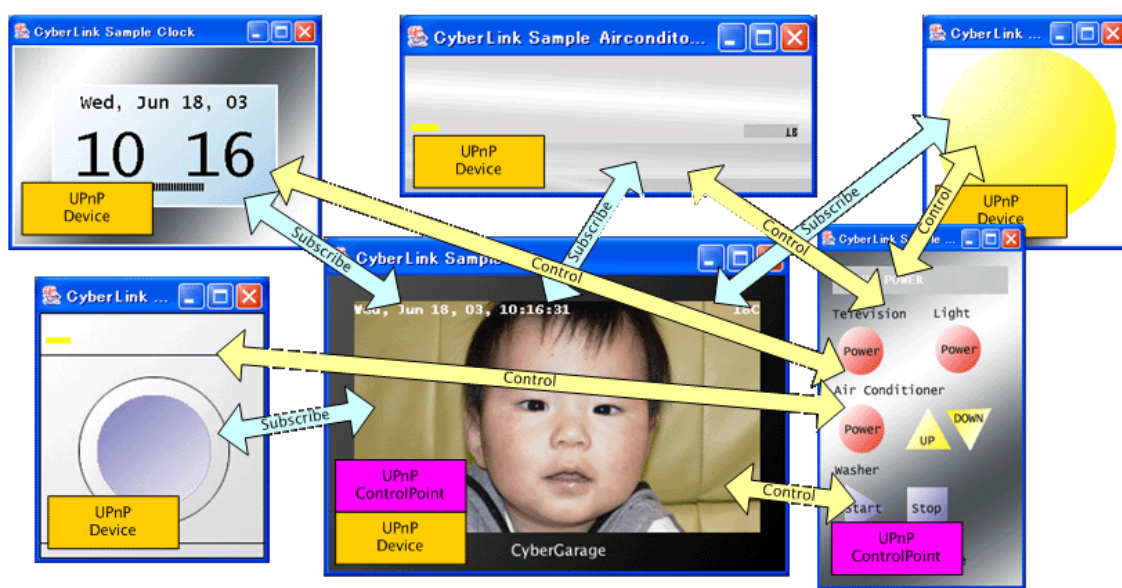 CyberLink Sample Clock
Wed, Jun 18, 03
10 16
UPnP
Device
Subscribe
CyberLink Sample Aircondito...
18
UPnP
Device
Subscribe
Control
Subscribe
CyberLink ...
UPnP
Device
Control
CyberLink ...
UPnP
Device
Subscribe
Control
Control
CyberLink Sample
Wed, Jun 18, 03, 10:16:31
18C
UPnP
ControlPoint
UPnP
Device
CyberGarage
Control
POWER
Television
Light
Power
Power
Air Conditioner
Power
UP
DOWN
Washer
Start
Stop
UPnP
ControlPoint